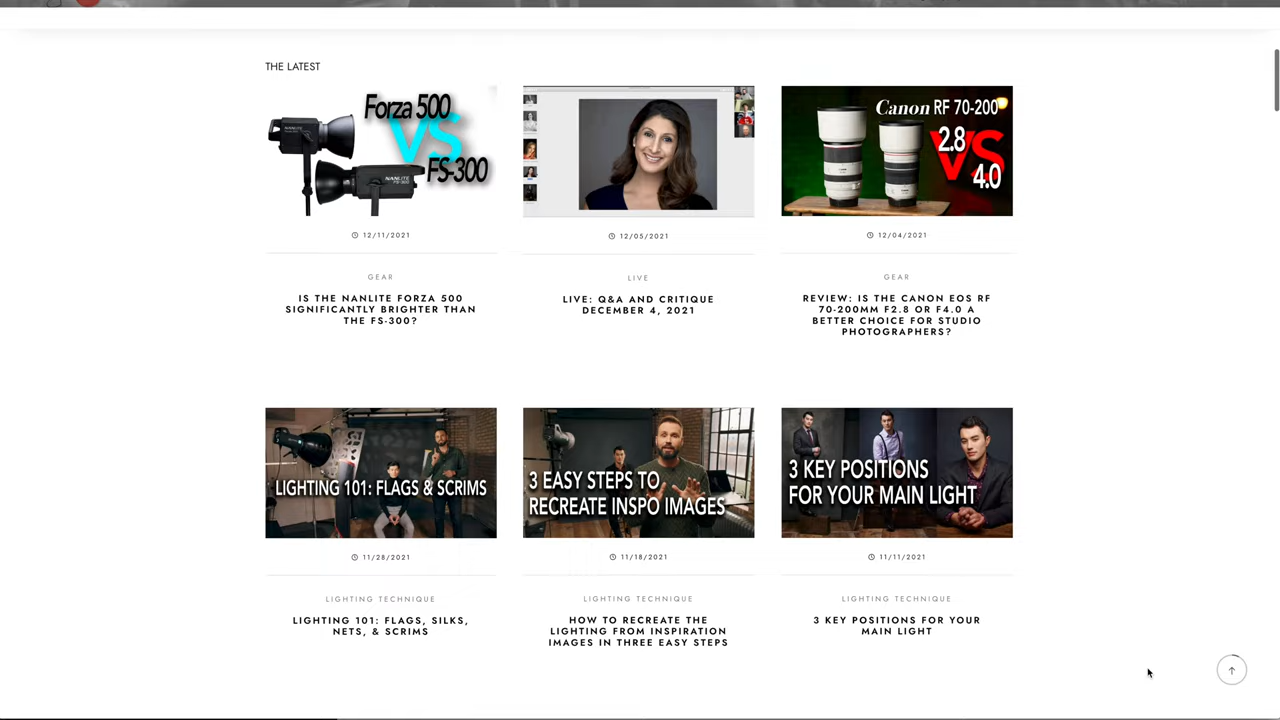 THE LATEST
Forza 500
VS
FS-300
NANLITE
12/11/2021
GEAR
IS THE NANLITE FORZA 500
SIGNIFICANTLY BRIGHTER THAN
THE FS-300?
12/05/2021
LIVE
LIVE: Q&A AND CRITIQUE
DECEMBER 4, 2021
Canon RF 70-200
2.8
VS
4.0
12/04/2021
GEAR
REVIEW: IS THE CANON EOS RF
70-200MM F2.8 OR F4.0 A
BETTER CHOICE FOR STUDIO
PHOTOGRAPHERS?
LIGHTING 101: FLAGS & SCRIMS
11/28/2021
LIGHTING TECHNIQUE
LIGHTING 101: FLAGS, SILKS,
NETS, & SCRIMS
3 EASY STEPS TO
RECREATE INSPO IMAGES
11/18/2021
LIGHTING TECHNIQUE
HOW TO RECREATE THE
LIGHTING FROM INSPIRATION
IMAGES IN THREE EASY STEPS
3 KEY POSITIONS
FOR YOUR MAIN LIGHT
11/11/2021
LIGHTING TECHNIQUE
3 KEY POSITIONS FOR YOUR
MAIN LIGHT